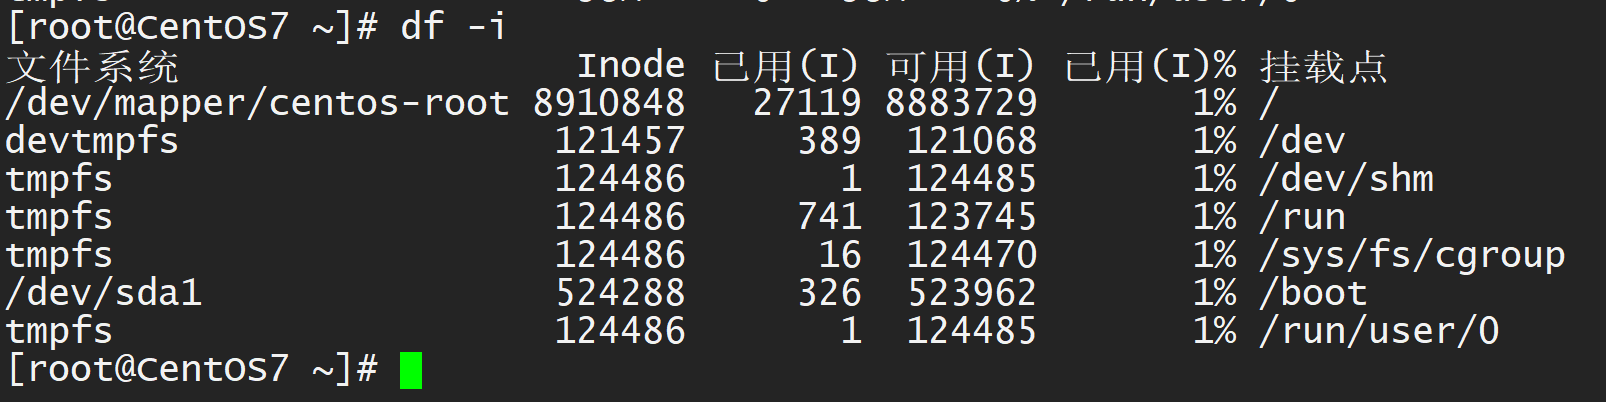 [root@CentOS7 ~]# df -i
文件系统 Inode 已用(I) 可用(I) 已用(I)% 挂载点
/dev/mapper/centos-root 8910848 27119 8883729 1% /
devtmpfs 121457 389 121068 1% /dev
tmpfs 124486 1 124485 1% /dev/shm
tmpfs 124486 741 123745 1% /run
tmpfs 124486 16 124470 1% /sys/fs/cgroup
/dev/sda1 524288 326 523962 1% /boot
tmpfs 124486 1 124485 1% /run/user/0
[root@CentOS7 ~]#